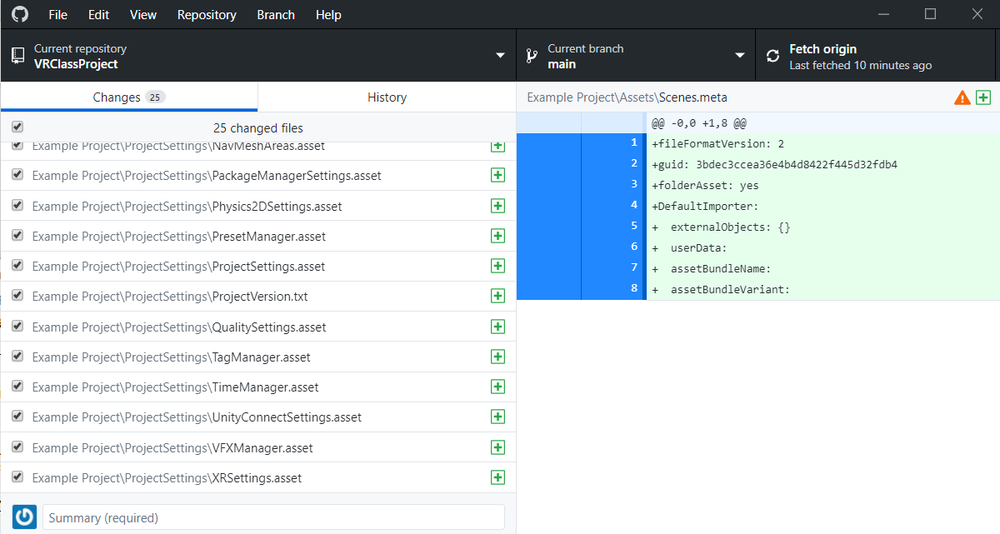 File Edit View Repository Branch Help
Current repository
VRClassProject
Current branch
main
Fetch origin
Last fetched 10 minutes ago
Changes 25
History
25 changed files
Example Project\ProjectSettings\NavMeshAreas.asset
Example Project\ProjectSettings\PackageManagerSettings.asset
Example Project\ProjectSettings\Physics2DSettings.asset
Example Project\ProjectSettings\PresetManager.asset
Example Project\ProjectSettings\ProjectSettings.asset
Example Project\ProjectSettings\ProjectVersion.txt
Example Project\ProjectSettings\QualitySettings.asset
Example Project\ProjectSettings\TagManager.asset
Example Project\ProjectSettings\TimeManager.asset
Example Project\ProjectSettings\UnityConnectSettings.asset
Example Project\ProjectSettings\VFXManager.asset
Example Project\ProjectSettings\XRSettings.asset
Summary (required)
Example Project\Assets\Scenes.meta
@@ -0,0 +1,8 @@
1 +fileFormatVersion: 2
2 +guid: 3bdec3ccea36e4b4d8422f445d32fdb4
3 +folderAsset: yes
4 +DefaultImporter:
5 +  externalObjects: {}
6 +  userData:
7 +  assetBundleName:
8 +  assetBundleVariant: